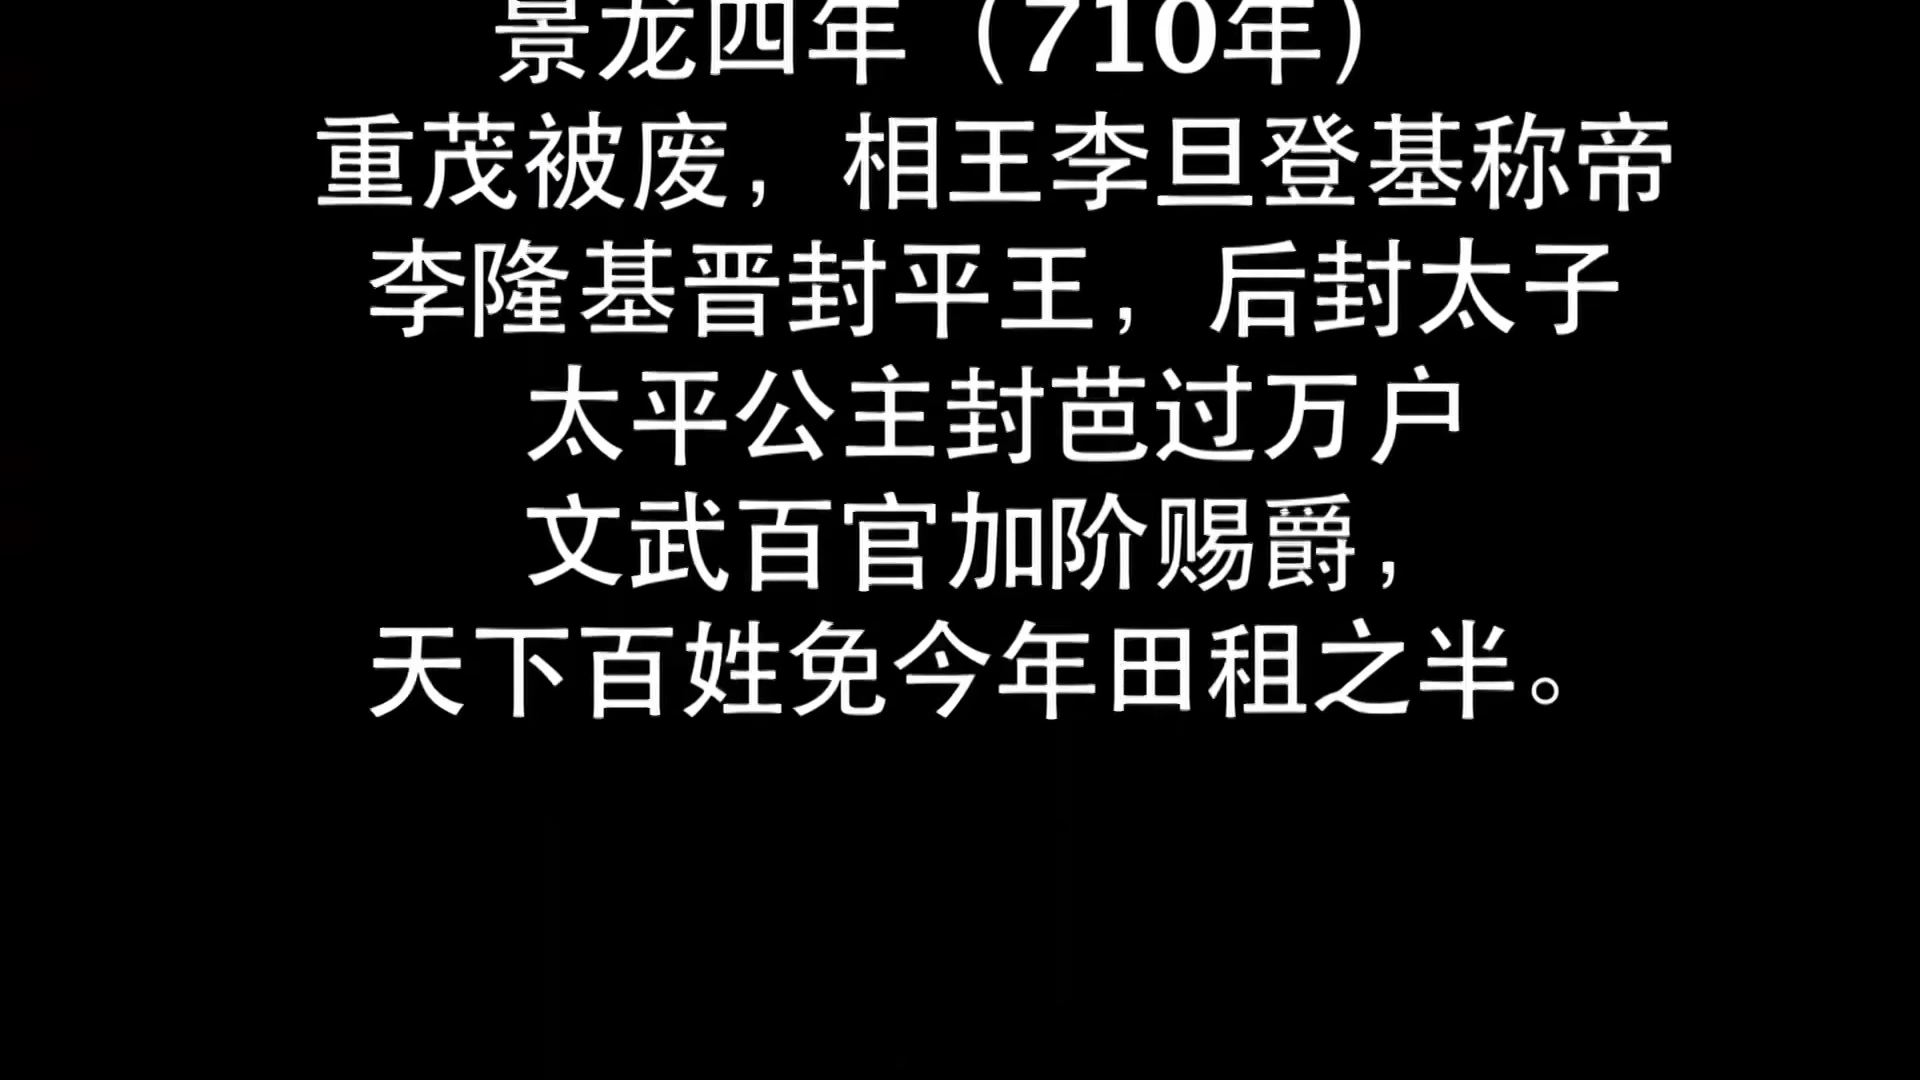 景龙四年（710年）
重茂被废，相王李旦登基称帝
李隆基晋封平王，后封太子
太平公主封芭过万户
文武百官加阶赐爵，
天下百姓免今年田租之半。